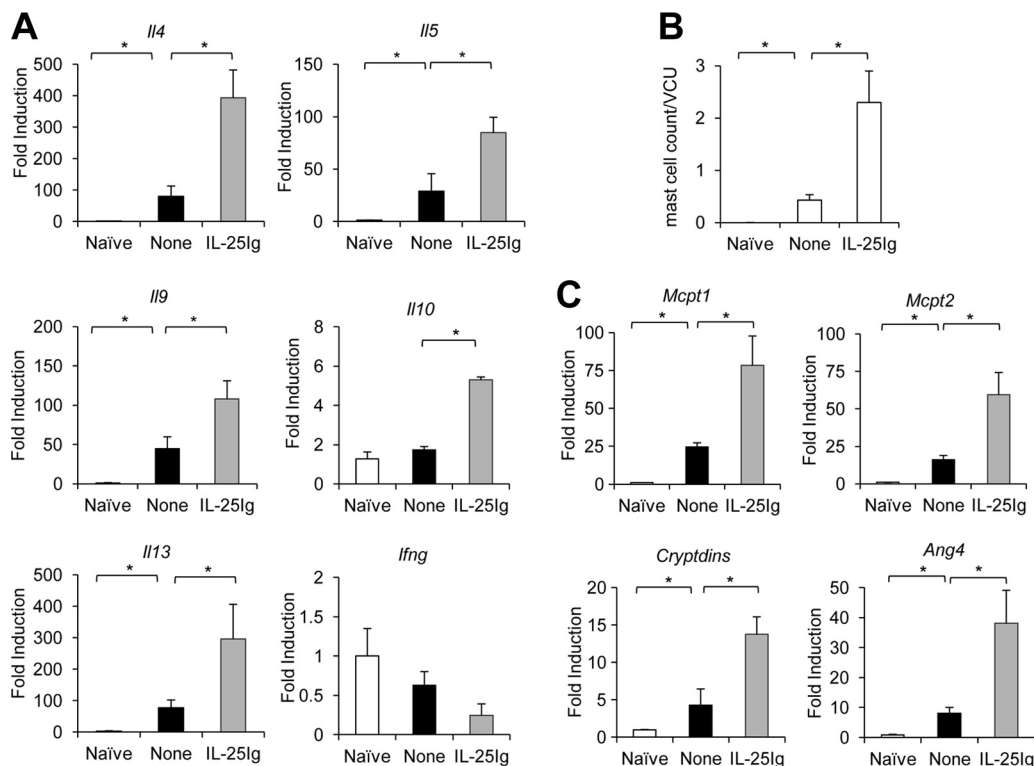 A
Il4
* *
Fold Induction
500
400
300
200
100
0
Naïve None IL-25Ig
Il5
* *
Fold Induction
150
100
50
0
Naïve None IL-25Ig
B
* *
mast cell count/VCU
3
2
1
0
Naïve None IL-25Ig
Il9
* *
Fold Induction
200
150
100
50
0
Naïve None IL-25Ig
Il10
*
Fold Induction
8
6
4
2
0
Naïve None IL-25Ig
C
Mcpt1
* *
Fold Induction
100
75
50
25
0
Naïve None IL-25Ig
Mcpt2
* *
Fold Induction
100
75
50
25
0
Naïve None IL-25Ig
Il13
* *
Fold Induction
500
400
300
200
100
0
Naïve None IL-25Ig
Ifng
Fold Induction
2
1.5
1
0.5
0
Naïve None IL-25Ig
Cryptdins
* *
Fold Induction
20
15
10
5
0
Naïve None IL-25Ig
Ang4
* *
Fold Induction
50
40
30
20
10
0
Naïve None IL-25Ig